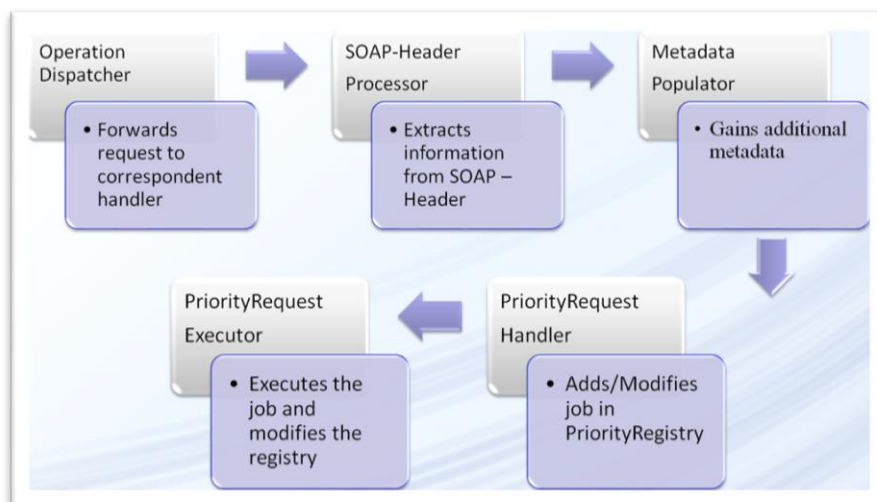 Operation
Dispatcher
• Forwards
request to
correspondent
handler
SOAP-Header
Processor
• Extracts
information
from SOAP –
Header
Metadata
Populator
• Gains additional
metadata
PriorityRequest
Handler
• Adds/Modifies
job in
PriorityRegistry
PriorityRequest
Executor
• Executes the
job and
modifies the
registry